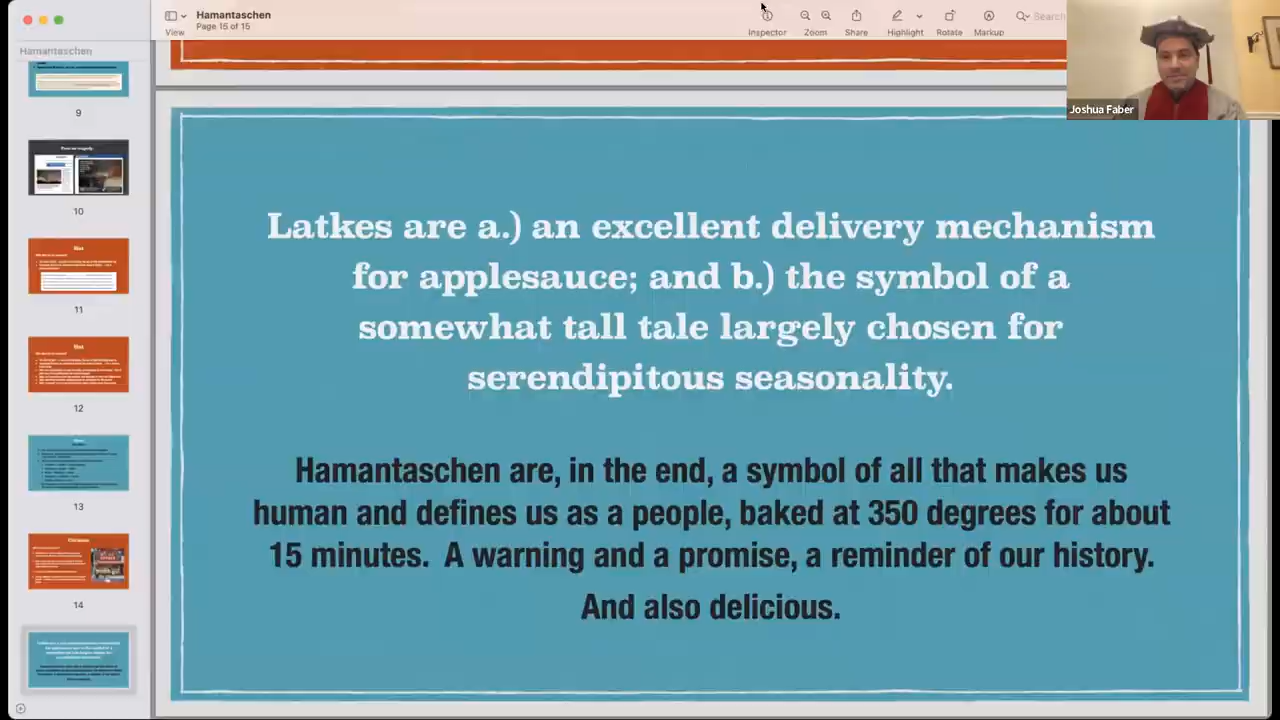 Hamantaschen
Page 15 of 15
View
Inspector
Zoom
Share
Highlight
Rotate
Markup
Search
Joshua Faber
Hamantaschen
9
10
11
12
13
14
Latkes are a.) an excellent delivery mechanism
for applesauce; and b.) the symbol of a
somewhat tall tale largely chosen for
serendipitous seasonality.
Hamantaschen are, in the end, a symbol of all that makes us
human and defines us as a people, baked at 350 degrees for about
15 minutes.  A warning and a promise, a reminder of our history.
And also delicious.